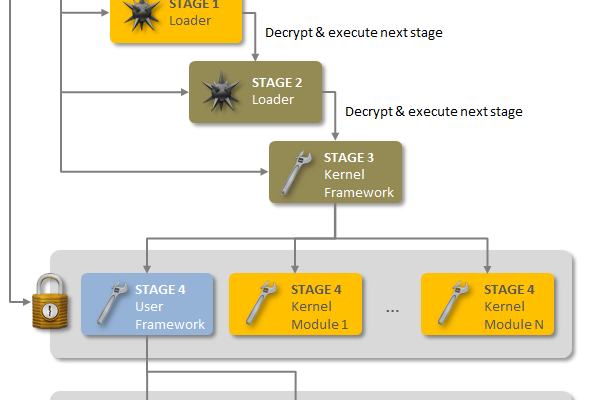 STAGE 1
Loader
Decrypt & execute next stage
STAGE 2
Loader
Decrypt & execute next stage
STAGE 3
Kernel
Framework
STAGE 4
User
Framework
STAGE 4
Kernel
Module 1
...
STAGE 4
Kernel
Module N